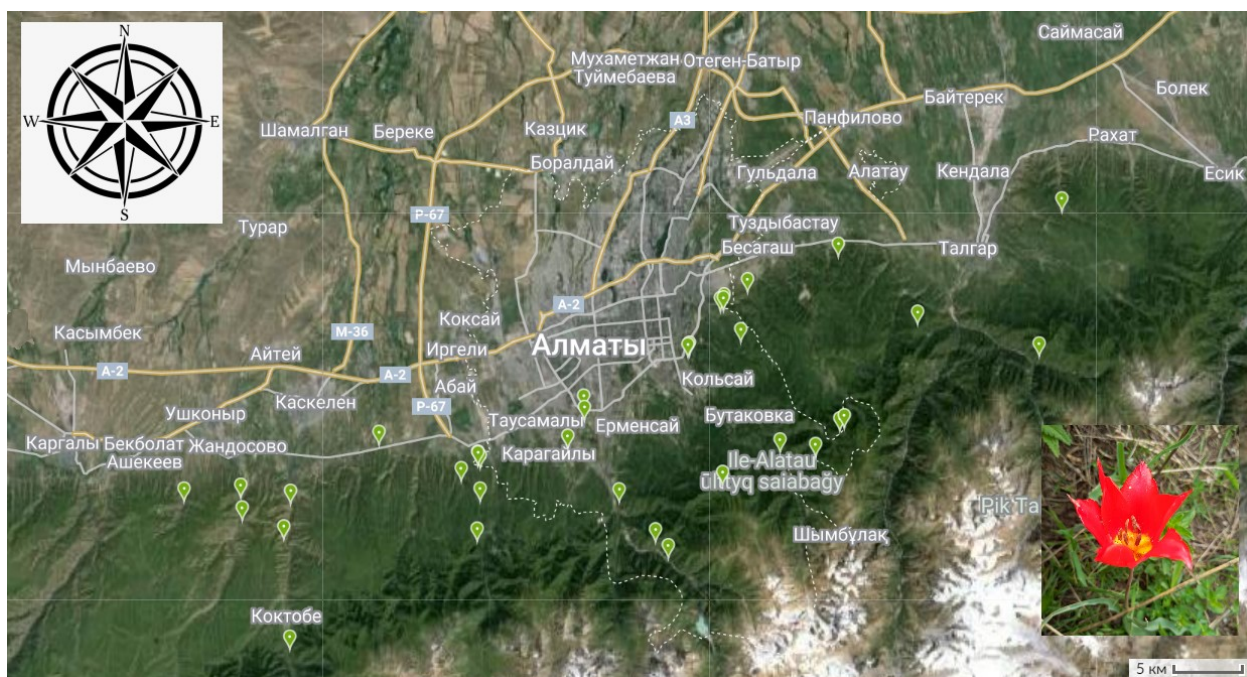 N
W
E
S
Саймасай
Мухаметжан
Туймебаева
Отеген-Батыр
Байтерек
Болек
Шамалган
Береке
Казцик
A3
Панфилово
Рахат
Боралдай
Гульдала
Алатау
Кендала
Есик
P-67
Турар
Туздыбастау
Бесагаш
Талгар
Мынбаево
A-2
Коксай
Касымбек
M-36
Иргели
Алматы
Айтей
A-2
A-2
Абай
Кольсай
Каскелен
P-67
Ушконыр
Таусамалы
Ерменсай
Бутаковка
Каргалы
Бекболат
Жандосово
Ашекеев
Карагайлы
Ile-Alatau
ūlttyq saiabağy
Pik Ta
Шымбұлақ
Коктобе
5 км